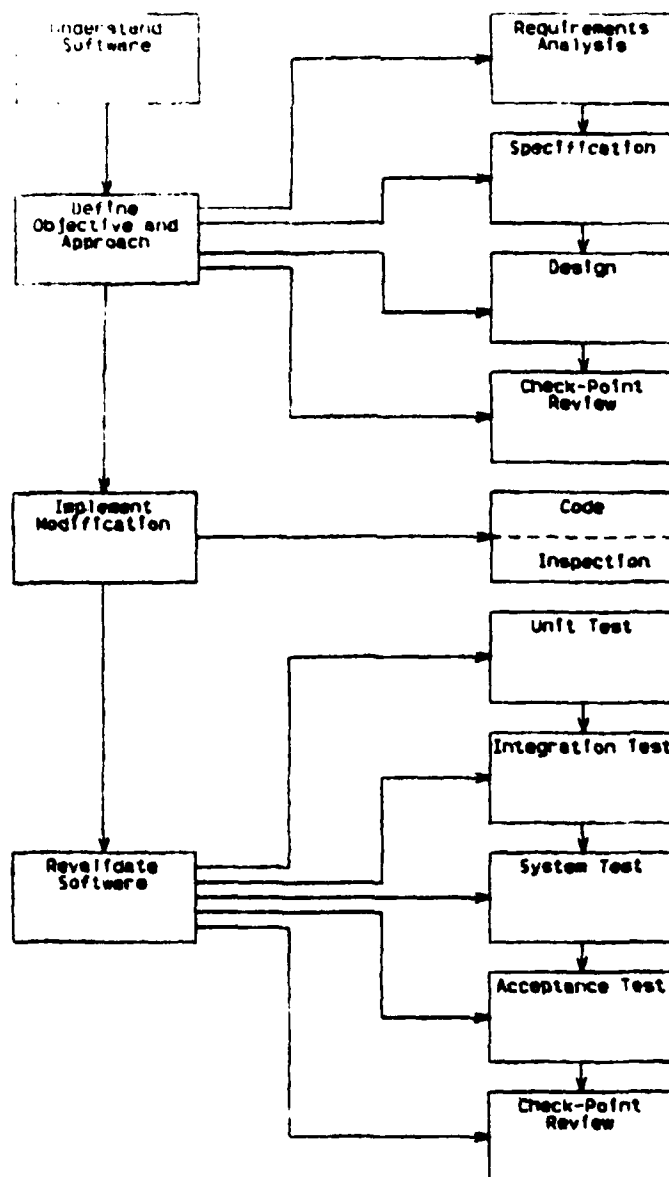 Understand
Software
Define
Objective and
Approach
Implement
Modification
Revalidate
Software
Requirements
Analysis
Specification
Design
Check-Point
Review
Code
Inspection
Unit Test
Integration Test
System Test
Acceptance Test
Check-Point
Review